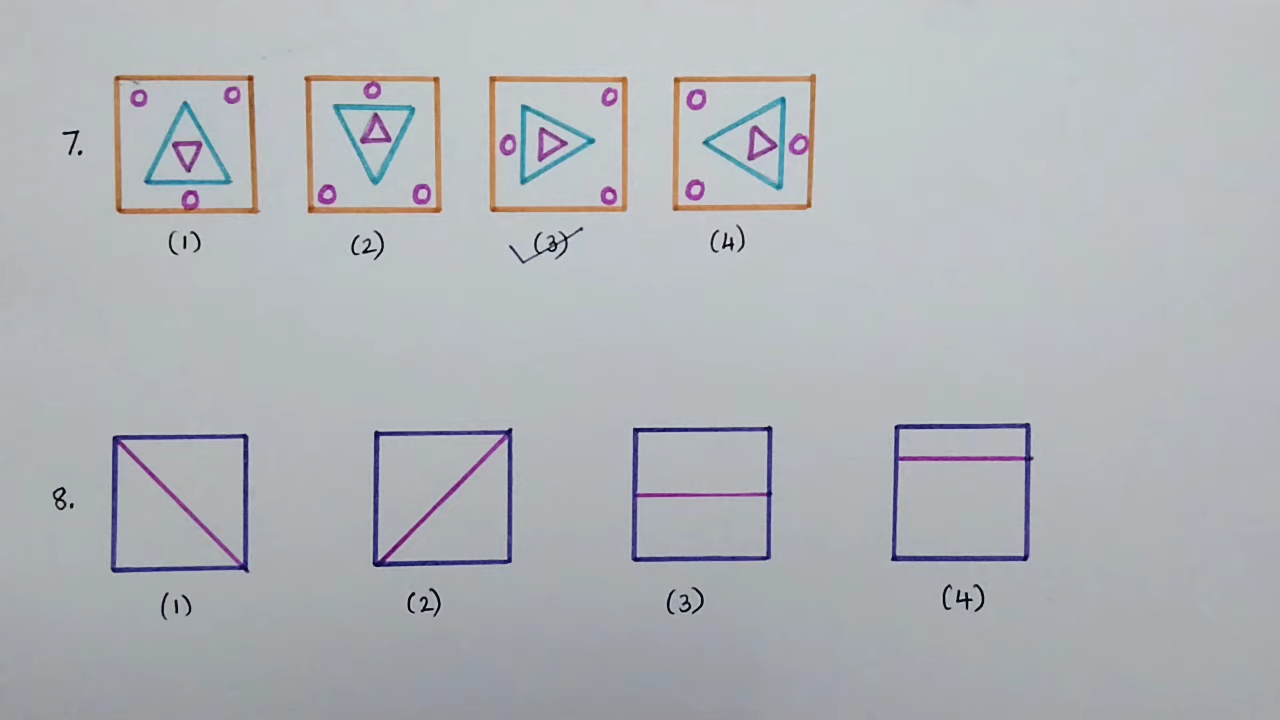 7.
(1) (2) (3) (4)
8.
(1) (2) (3) (4)